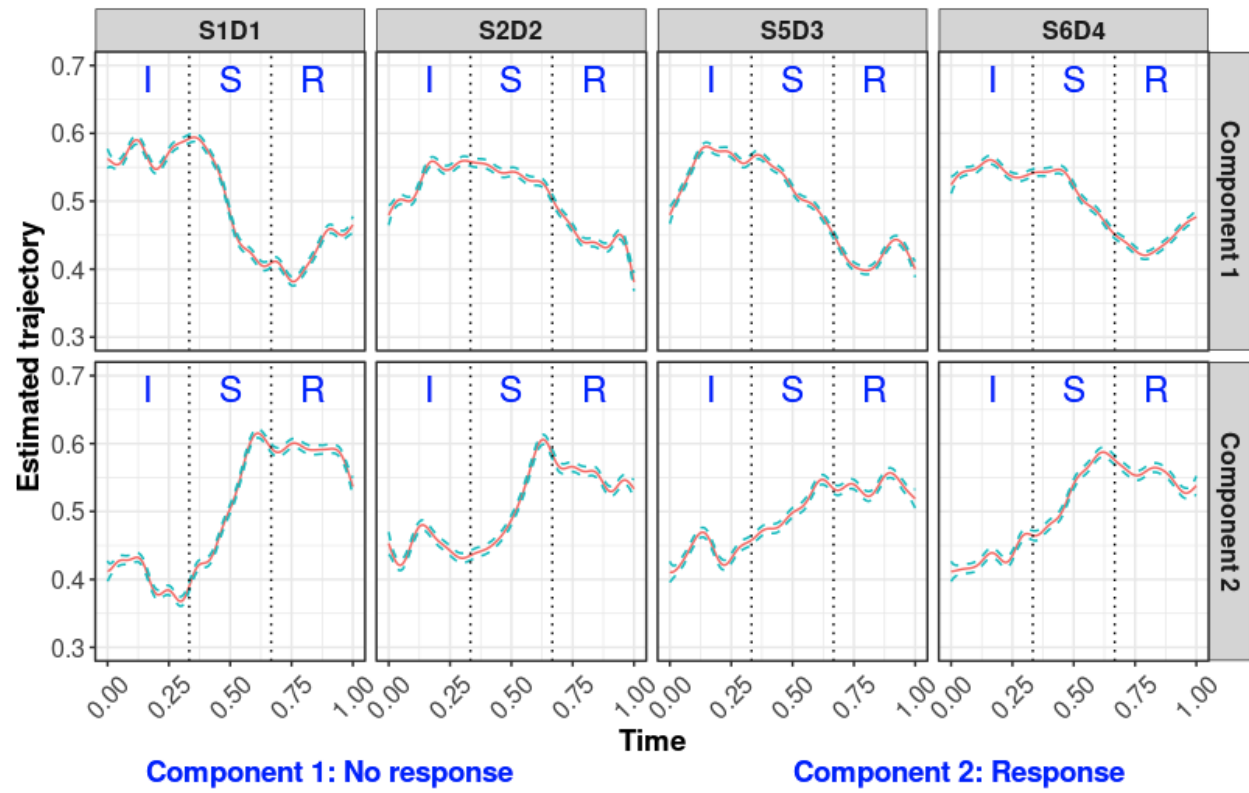 S1D1 S2D2 S5D3 S6D4
I S R I S R I S R I S R
0.7
0.6
0.5
0.4
0.3
Component 1
Estimated trajectory
I S R I S R I S R I S R
0.7
0.6
0.5
0.4
0.3
Component 2
0.00 0.25 0.50 0.75 1.00 0.00 0.25 0.50 0.75 1.00 0.00 0.25 0.50 0.75 1.00 0.00 0.25 0.50 0.75 1.00
Time
Component 1: No response Component 2: Response